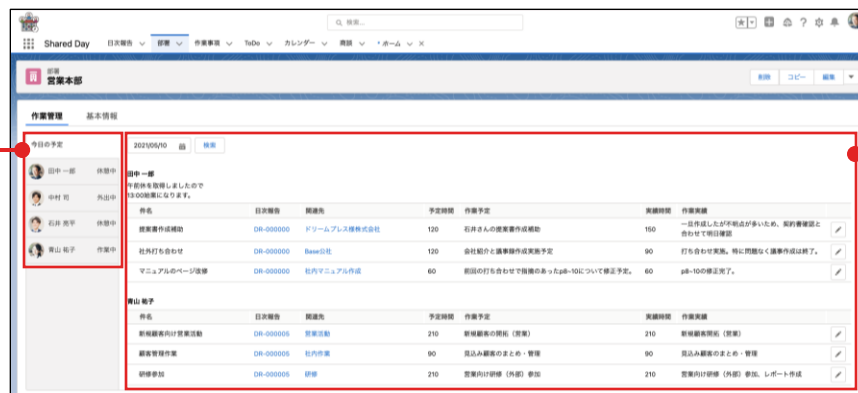 検索...
Shared Day 日次報告 部署 作業事項 ToDo カレンダー 商談 * ホーム
部署
営業本部
削除 コピー 編集
作業管理 基本情報
今日の予定
田中 一郎 休憩中
中村 司 外出中
石井 亮平 休憩中
青山 祐子 作業中
2021/05/10 検索
田中 一郎
午前休を取得しましたので
13:00始業になります。
件名 日次報告 関連先 予定時間 作業予定 実績時間 作業実績
提案書作成補助 DR-000000 ドリームプレス様株式会社 120 石井さんの提案書作成補助 150 一旦作成したが不明点が多いため、契約書確認と
合わせて明日確認
社外打ち合わせ DR-000000 Base公社 120 会社紹介と議事録作成実施予定 90 打ち合わせ実施。特に問題なく議事作成は終了。
マニュアルのページ改修 DR-000000 社内マニュアル作成 60 前回の打ち合わせで指摘のあったp8~10について修正予定。 60 p8~10の修正完了。
青山 祐子
件名 日次報告 関連先 予定時間 作業予定 実績時間 作業実績
新規顧客向け営業活動 DR-000005 営業活動 210 新規顧客の開拓（営業） 210 新規顧客開拓（営業）
顧客管理作業 DR-000005 社内作業 90 見込み顧客のまとめ・管理 90 見込み顧客のまとめ・管理
研修参加 DR-000005 研修 210 営業向け研修（外部）参加 210 営業向け研修（外部）参加、レポート作成